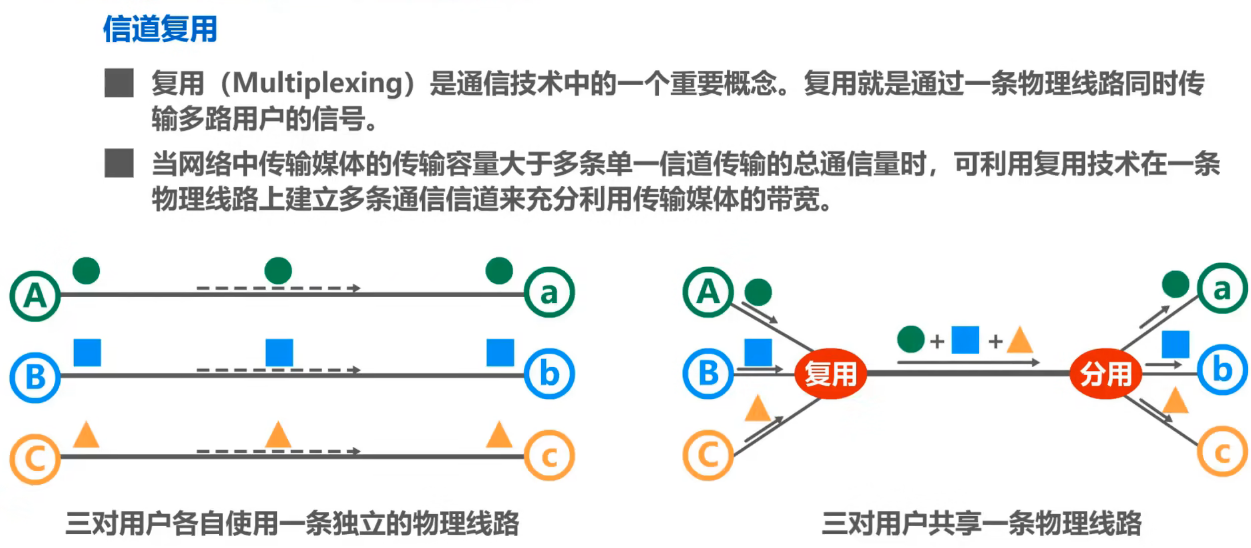 信道复用
复用（Multiplexing）是通信技术中的一个重要概念。复用就是通过一条物理线路同时传
输多路用户的信号。
当网络中传输媒体的传输容量大于多条单一信道传输的总通信量时，可利用复用技术在一条
物理线路上建立多条通信信道来充分利用传输媒体的带宽。
A a
B b
C c
三对用户各自使用一条独立的物理线路
A a
+ +
B 复用 分用 b
C c
三对用户共享一条物理线路